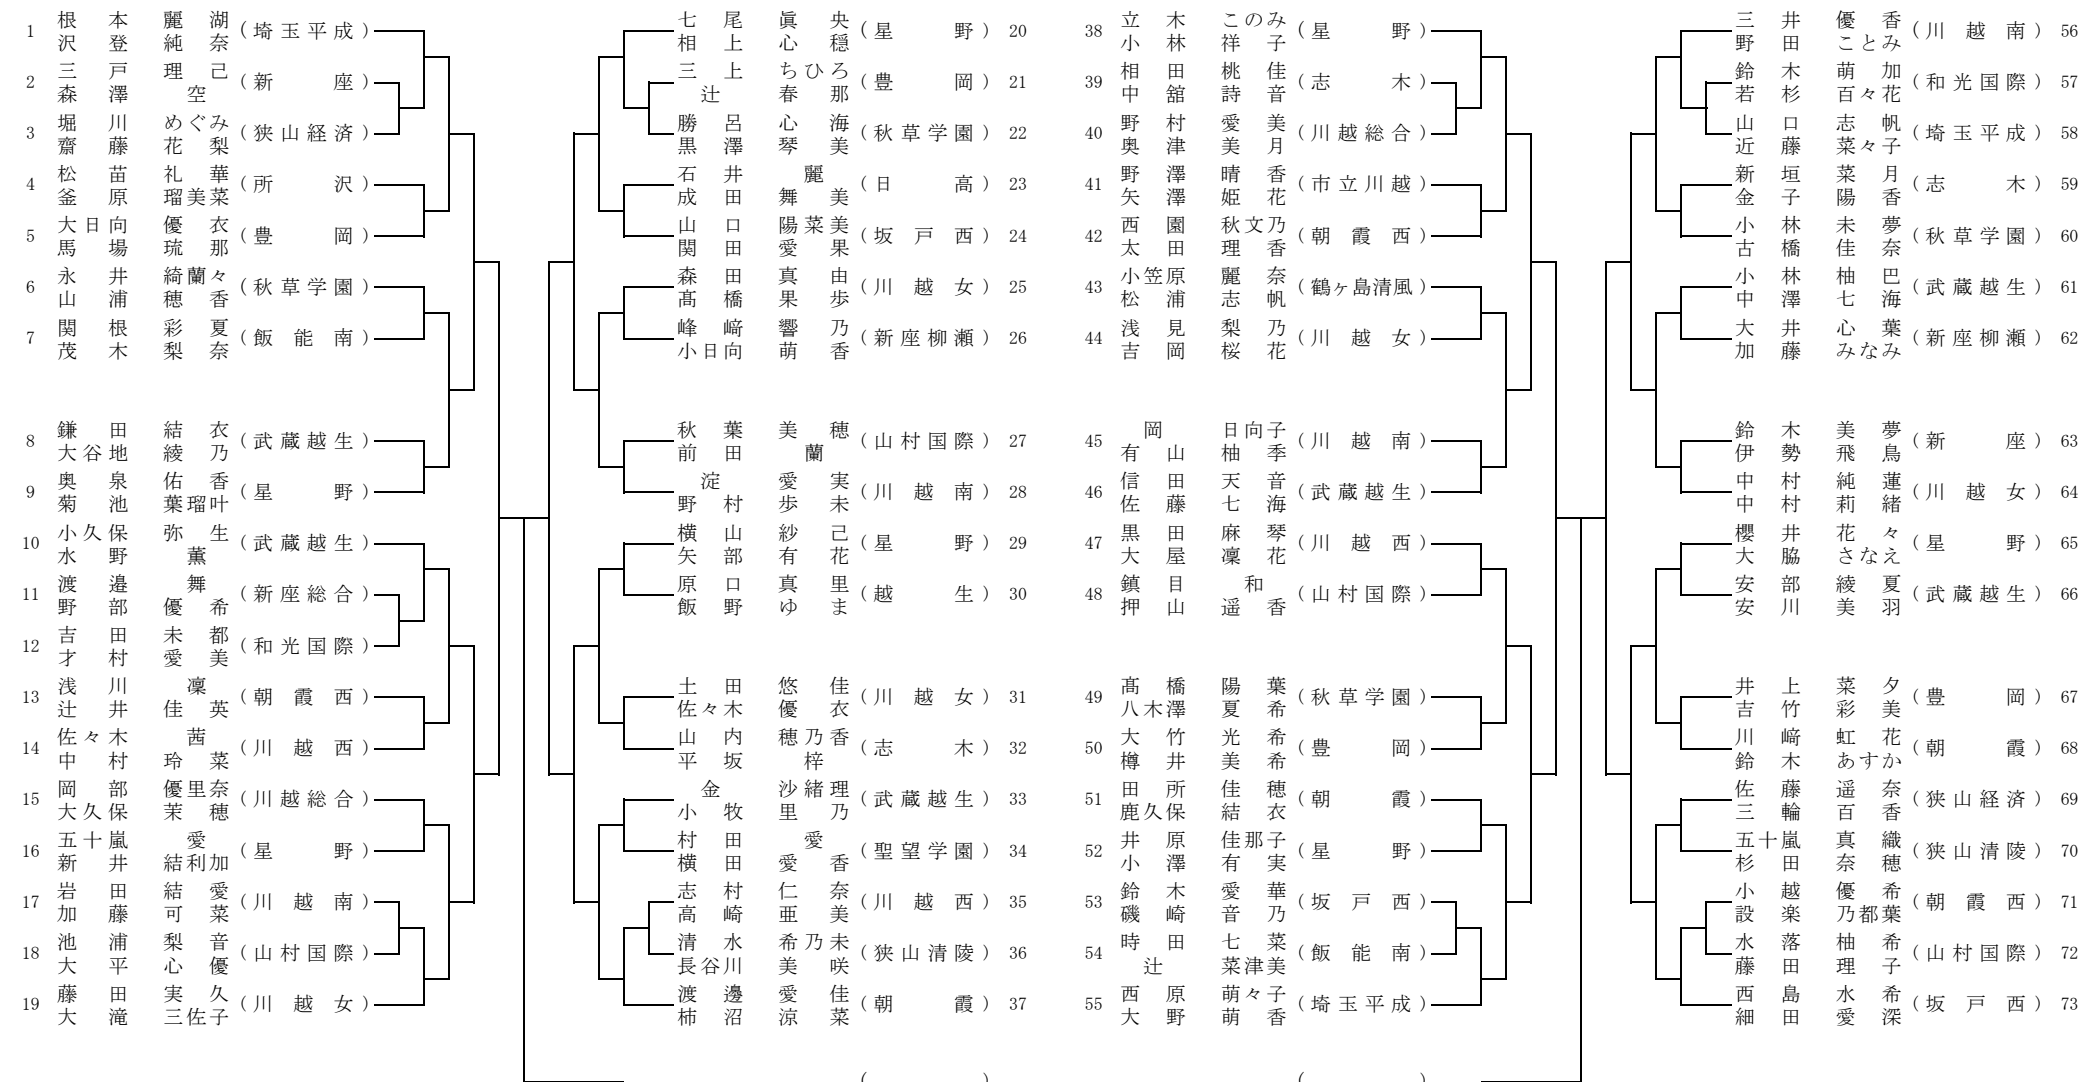 1 根本麗湖 (埼玉平成)
沢登純奈
2 三戸理己 (新座)
森澤空
3 堀川めぐみ (狭山経済)
齋藤花梨
4 松苗礼華 (所沢)
釜原瑠美菜
5 大日向優衣 (豊岡)
馬場琉那
6 永井綺蘭々 (秋草学園)
山浦穂香
7 関根彩夏 (飯能南)
茂木梨奈
8 鎌田結衣 (武蔵越生)
大谷地綾乃
9 奥泉佑香 (星野)
菊池葉瑠叶
10 小久保弥生 (武蔵越生)
水野薫
11 渡邉舞 (新座総合)
野部優希
12 吉田未都 (和光国際)
才村愛美
13 浅川凜 (朝霞西)
辻井佳英
14 佐々木茜 (川越西)
中村玲菜
15 岡部優里奈 (川越総合)
大久保茉穂
16 五十嵐愛 (星野)
新井結利加
17 岩田結愛 (川越南)
加藤可菜
18 池浦梨音 (山村国際)
大平心優
19 藤田実久 (川越女)
大滝三佐子
七尾眞央 (星野) 20
相上心穏
三上ちひろ (豊岡) 21
辻春那
勝呂心海 (秋草学園) 22
黒澤琴美
石井麗 (日高) 23
成田舞美
山口陽菜美 (坂戸西) 24
関田愛果
森田真由 (川越女) 25
髙橋果歩
峰﨑響乃 (新座柳瀬) 26
小日向萌香
秋葉美穂 (山村国際) 27
前田蘭
淀愛実 (川越南) 28
野村歩未
横山紗己 (星野) 29
矢部有花
原口真里 (越生) 30
飯野ゆま
土田悠佳 (川越女) 31
佐々木優衣
山内穂乃香 (志木) 32
平坂梓
金沙緒理 (武蔵越生) 33
小牧里乃
村田愛 (聖望学園) 34
横田愛香
志村仁奈 (川越西) 35
高崎亜美
清水希乃未 (狭山清陵) 36
長谷川美咲
渡邊愛佳 (朝霞) 37
柿沼涼菜
38 立木このみ (星野)
小林祥子
39 相田桃佳 (志木)
中舘詩音
40 野村愛美 (川越総合)
奥津美月
41 野澤晴香 (市立川越)
矢澤姫花
42 西園秋文乃 (朝霞西)
太田理香
43 小笠原麗奈 (鶴ヶ島清風)
松浦志帆
44 浅見梨乃 (川越女)
吉岡桜花
45 岡日向子 (川越南)
有山柚季
46 信田天音 (武蔵越生)
佐藤七海
47 黒田麻琴 (川越西)
大屋凜花
48 鎮目和 (山村国際)
押山遥香
49 髙橋陽葉 (秋草学園)
八木澤夏希
50 大竹光希 (豊岡)
樽井美希
51 田所佳穂 (朝霞)
鹿久保結衣
52 井原佳那子 (星野)
小澤有実
53 鈴木愛華 (坂戸西)
磯崎音乃
54 時田七菜 (飯能南)
辻菜津美
55 西原萌々子 (埼玉平成)
大野萌香
三井優香 (川越南) 56
野田ことみ
鈴木萌加 (和光国際) 57
若杉百々花
山口志帆 (埼玉平成) 58
近藤菜々子
新垣菜月 (志木) 59
金子陽香
小林未夢 (秋草学園) 60
古橋佳奈
小林柚巴 (武蔵越生) 61
中澤七海
大井心葉 (新座柳瀬) 62
加藤みなみ
鈴木美夢 (新座) 63
伊勢飛鳥
中村純蓮 (川越女) 64
中村莉緒
櫻井花々 (星野) 65
大脇さなえ
安部綾夏 (武蔵越生) 66
安川美羽
井上菜夕 (豊岡) 67
吉竹彩美
川﨑虹花 (朝霞) 68
鈴木あすか
佐藤遥奈 (狭山経済) 69
三輪百香
五十嵐真織 (狭山清陵) 70
杉田奈穂
小越優希 (朝霞西) 71
設楽乃都葉
水落柚希 (山村国際) 72
藤田理子
西島水希 (坂戸西) 73
細田愛深